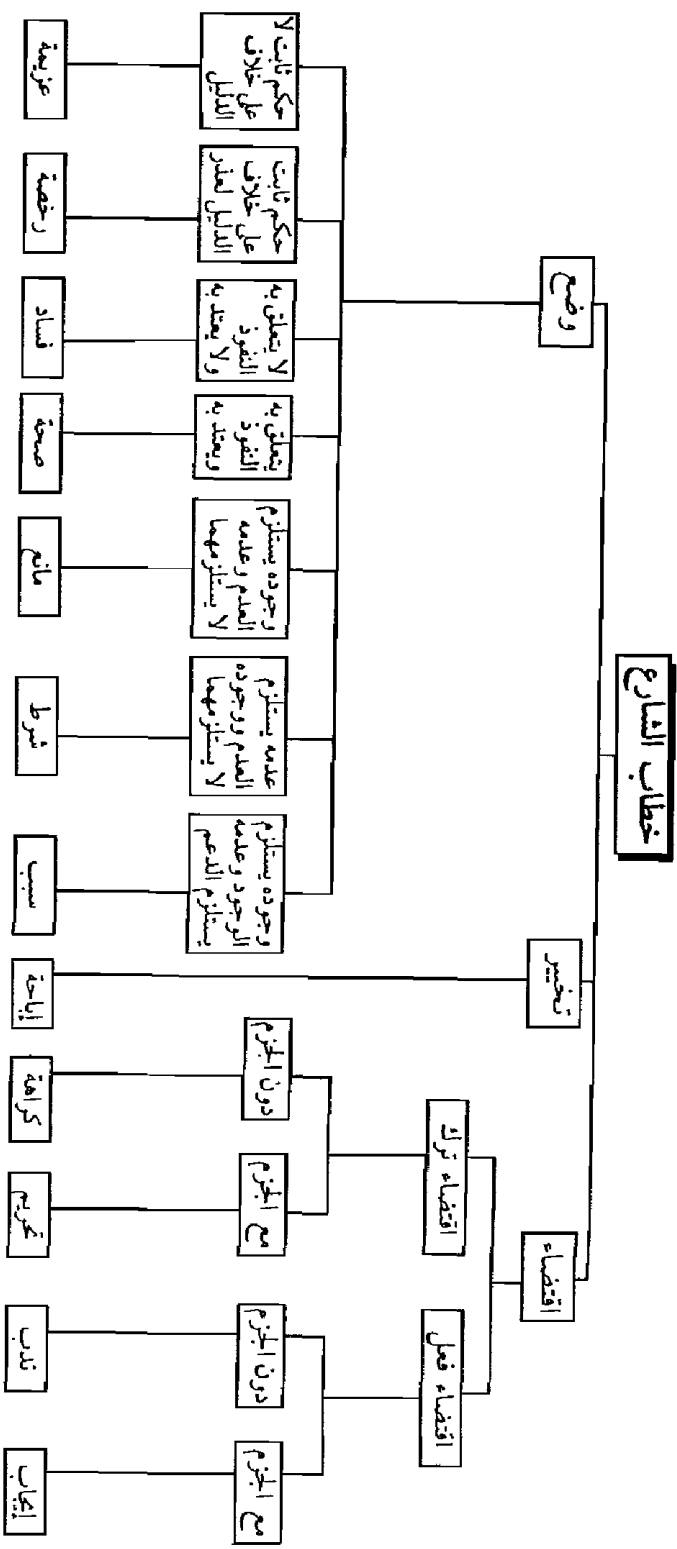 خطاب الشارع
اقتضاء
تخيير
وضع
اقتضاء فعل
اقتضاء ترك
مع الجزم
دون الجزم
مع الجزم
دون الجزم
وجوده يستلزم
الوجود وعدمه
يستلزم الدعم
عدمه يستلزم
العدم ووجوده
لا يستلزمهما
وجوده يستلزم
العدم وعدمه
لا يستلزمهما
يتعلق به
النفوذ
ويعتد به
لا يتعلق به
النفوذ
ولا يعتد به
حكم ثابت
على خلاف
الدليل لعذر
حكم ثابت لا
على خلاف
الدليل
إيجاب
ندب
تحريم
كراهة
إباحة
سبب
شرط
مانع
صحة
فساد
رخصة
عزيمة